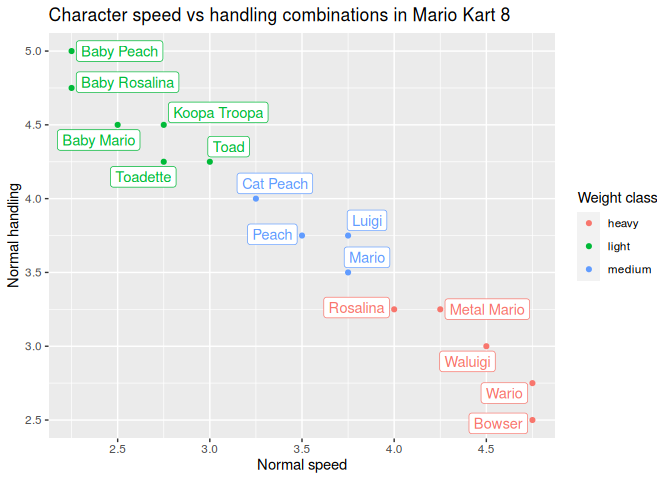 Character speed vs handling combinations in Mario Kart 8
5.0
Baby Peach
Baby Rosalina
4.5
Koopa Troopa
Baby Mario
Toad
Toadette
Cat Peach
4.0
Luigi
Peach
Mario
3.5
Rosalina
Metal Mario
3.0
Waluigi
Wario
Bowser
2.5
2.5 3.0 3.5 4.0 4.5
Normal speed
Normal handling
Weight class
heavy
light
medium